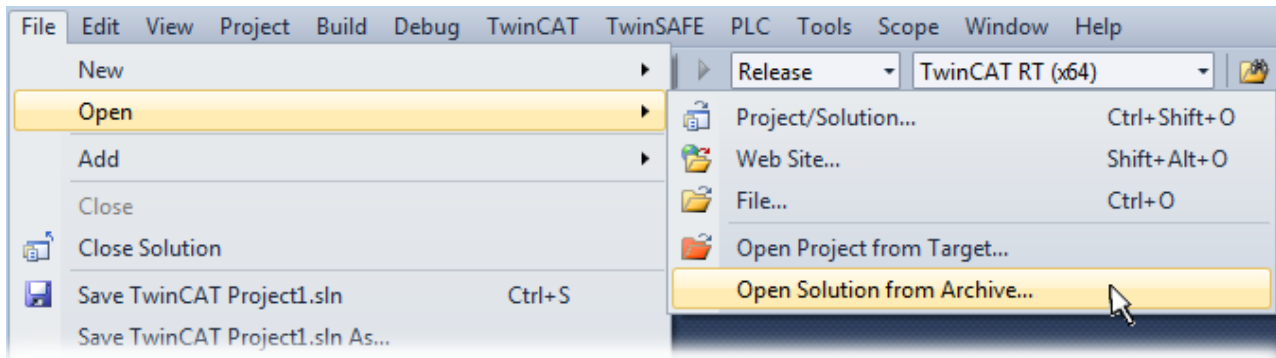 File Edit View Project Build Debug TwinCAT TwinSAFE PLC Tools Scope Window Help
New
Release
TwinCAT RT (x64)
Open
Project/Solution... Ctrl+Shift+O
Add
Web Site... Shift+Alt+O
Close
File... Ctrl+O
Close Solution
Open Project from Target...
Save TwinCAT Project1.sln Ctrl+S
Open Solution from Archive...
Save TwinCAT Project1.sln As...